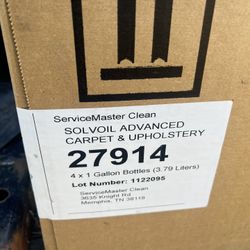 ServiceMaster Clean
SOLVOIL ADVANCED
CARPET & UPHOLSTERY
27914
4 x 1 Gallon Bottles (3.79 Liters)
Lot Number: 1122095
ServiceMaster Clean
3635 Knight Rd
Memphis, TN 38118